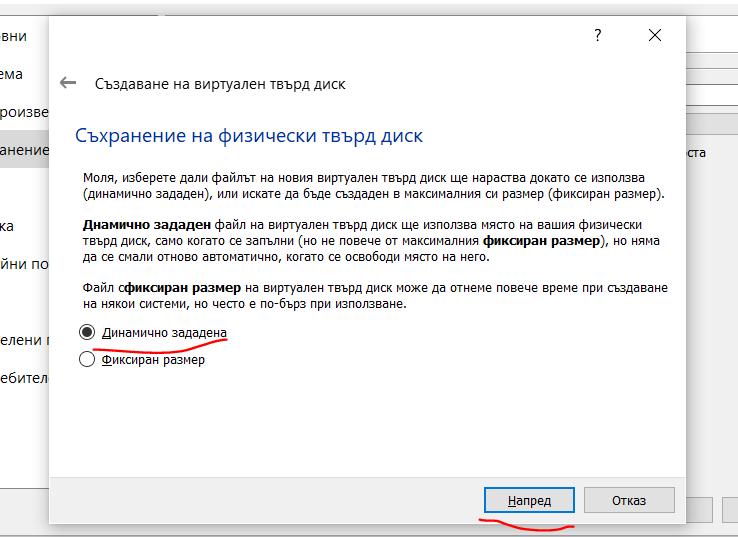 ?
Създаване на виртуален твърд диск
Съхранение на физически твърд диск
Моля, изберете дали файлът на новия виртуален твърд диск ще нараства докато се използва
(динамично зададен), или искате да бъде създаден в максималния си размер (фиксиран размер).
Днамично зададен файл на виртуален твърд диск ще използва място на вашия физически
твърд диск, само когато се запълни (но не повече от максималния фиксиран размер), но няма
да се смали отново автоматично, когато се освободи място на него.
Файл сфиксиран размер на виртуален твърд диск може да отнеме повече време при създаване
на някои системи, но често е по-бърз при използване.
Динамично зададена
Фиксиран размер
Напред
Отказ
вни
ема
произве
анение
ка
йни по
елени
ебител
оста